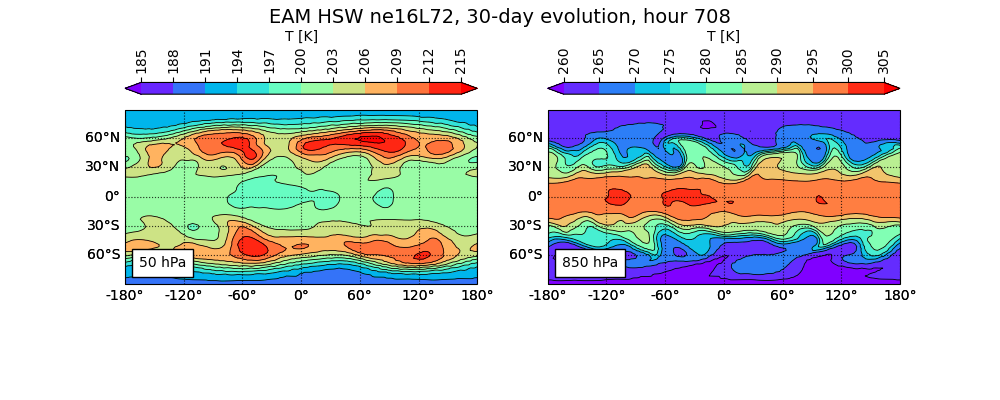 EAM HSW ne16L72, 30-day evolution, hour 708
T [K]
185 188 191 194 197 200 203 206 209 212 215
60°N
30°N
0°
30°S
60°S
50 hPa
-180° -120° -60° 0° 60° 120° 180°
T [K]
260 265 270 275 280 285 290 295 300 305
60°N
30°N
0°
30°S
60°S
850 hPa
-180° -120° -60° 0° 60° 120° 180°